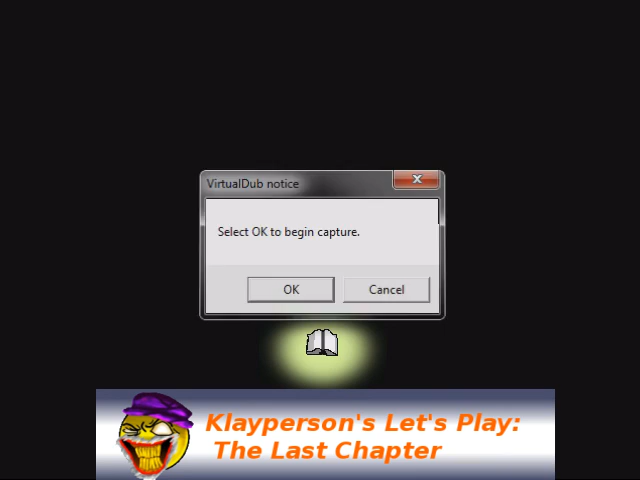 VirtualDub notice
Select OK to begin capture.
OK
Cancel
Klayperson's Let's Play:
The Last Chapter